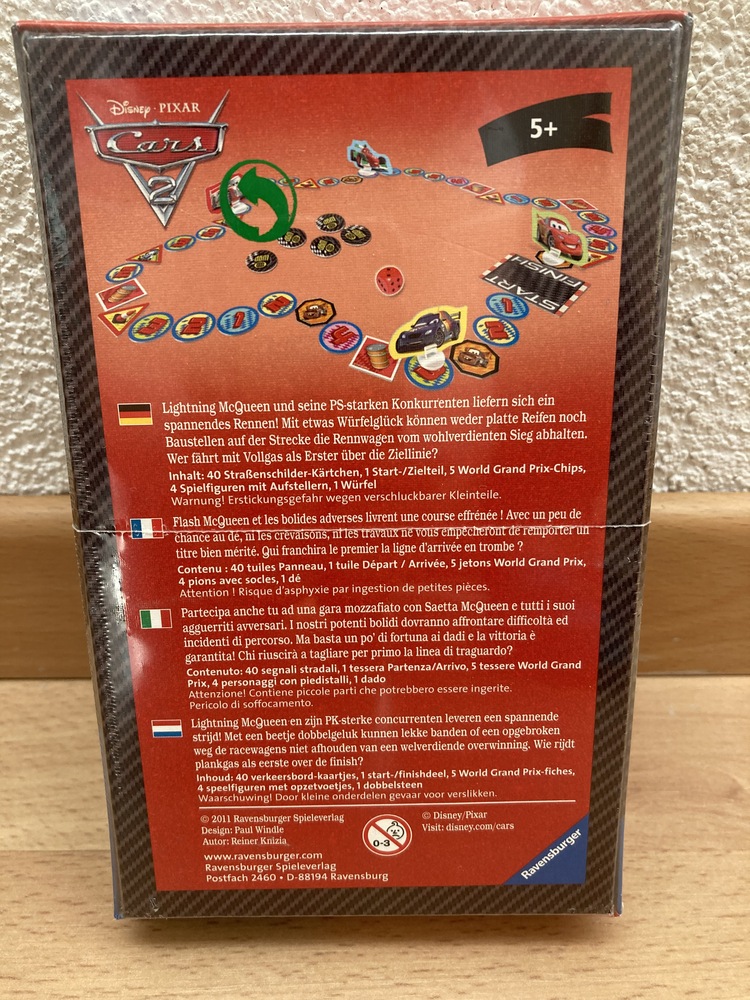 Disney · PIXAR
Cars
2
5+
START
FINISH
Lightning McQueen und seine PS-starken Konkurrenten liefern sich ein
spannendes Rennen! Mit etwas Würfelglück können weder platte Reifen noch
Baustellen auf der Strecke die Rennwagen vom wohlverdienten Sieg abhalten.
Wer fährt mit Vollgas als Erster über die Ziellinie?
Inhalt: 40 Straßenschilder-Kärtchen, 1 Start-/Zielteil, 5 World Grand Prix-Chips,
4 Spielfiguren mit Aufstellern, 1 Würfel
Warnung! Erstickungsgefahr wegen verschluckbarer Kleinteile.
Flash McQueen et les bolides adverses livrent une course effrénée ! Avec un peu de
chance au dé, ni les crevaisons, ni les travaux ne vous empêcheront de remporter un
titre bien mérité. Qui franchira le premier la ligne d'arrivée en trombe ?
Contenu : 40 tuiles Panneau, 1 tuile Départ / Arrivée, 5 jetons World Grand Prix,
4 pions avec socles, 1 dé
Attention ! Risque d'asphyxie par ingestion de petites pièces.
Partecipa anche tu ad una gara mozzafiato con Saetta McQueen e tutti i suoi
agguerriti avversari. I nostri potenti bolidi dovranno affrontare difficoltà ed
incidenti di percorso. Ma basta un po' di fortuna ai dadi e la vittoria è
garantita! Chi riuscirà a tagliare per primo la linea di traguardo?
Contenuto: 40 segnali stradali, 1 tessera Partenza/Arrivo, 5 tessere World Grand
Prix, 4 personaggi con piedistalli, 1 dado
Attenzione! Contiene piccole parti che potrebbero essere ingerite.
Pericolo di soffocamento.
Lightning McQueen en zijn PK-sterke concurrenten leveren een spannende
strijd! Met een beetje dobbelgeluk kunnen lekke banden of een opgebroken
weg de racewagens niet afhouden van een welverdiende overwinning. Wie rijdt
plankgas als eerste over de finish?
Inhoud: 40 verkeersbord-kaartjes, 1 start-/finishdeel, 5 World Grand Prix-fiches,
4 speelfiguren met opzetvoetjes, 1 dobbelsteen
Waarschuwing! Door kleine onderdelen gevaar voor verslikken.
© 2011 Ravensburger Spieleverlag
Design: Paul Windle
Autor: Reiner Knizia
www.ravensburger.com
Ravensburger Spieleverlag
Postfach 2460 • D-88194 Ravensburg
0-3
© Disney/Pixar
Visit: disney.com/cars
Ravensburger